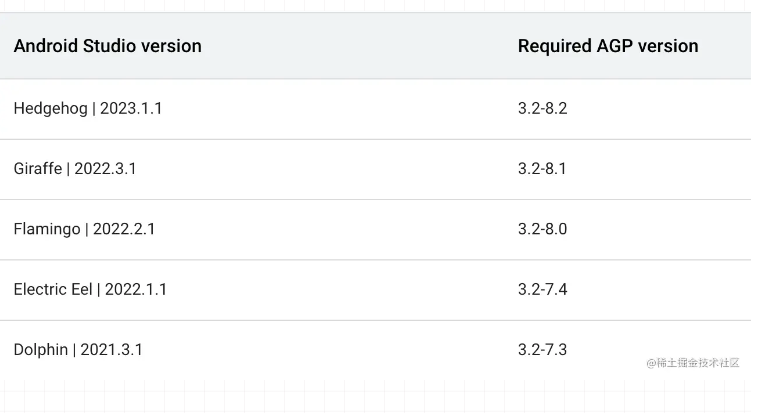 Android Studio version Required AGP version
Hedgehog | 2023.1.1 3.2-8.2
Giraffe | 2022.3.1 3.2-8.1
Flamingo | 2022.2.1 3.2-8.0
Electric Eel | 2022.1.1 3.2-7.4
Dolphin | 2021.3.1 3.2-7.3
@稀土掘金技术社区